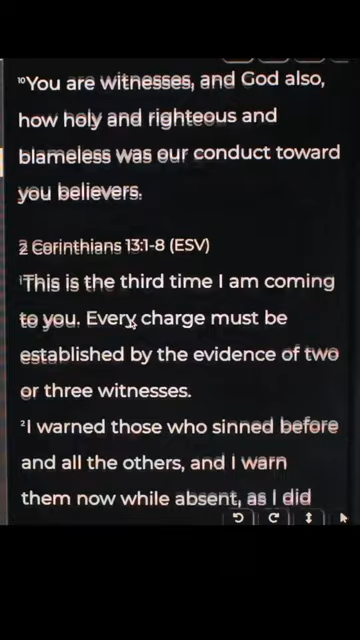 ¹⁰You are witnesses, and God also,
how holy and righteous and
blameless was our conduct toward
you believers.
2 Corinthians 13:1-8 (ESV)
¹This is the third time I am coming
to you. Every charge must be
established by the evidence of two
or three witnesses.
²I warned those who sinned before
and all the others, and I warn
them now while absent, as I did